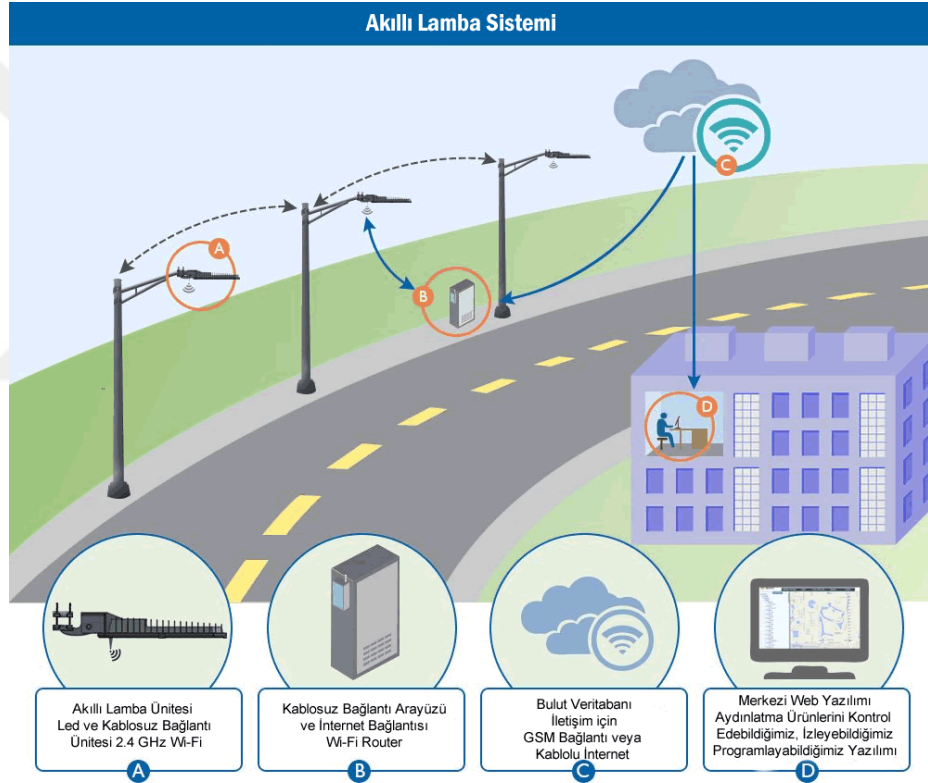 Akıllı Lamba Sistemi
A
B
C
D
Akıllı Lamba Ünitesi
Led ve Kablosuz Bağlantı
Ünitesi 2.4 GHz Wi-Fi
A
Kablosuz Bağlantı Arayüzü
ve İnternet Bağlantısı
Wi-Fi Router
B
Bulut Veritabanı
İletişim için
GSM Bağlantı veya
Kablolu İnternet
C
Merkezi Web Yazılımı
Aydınlatma Ürünlerini Kontrol
Edebildiğimiz, İzleyebildiğimiz
Programlayabildiğimiz Yazılımı
D